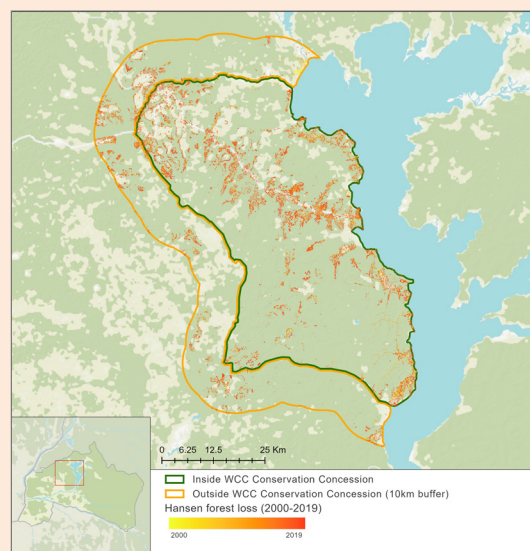 0 6.25 12.5 25 Km
Inside WCC Conservation Concession
Outside WCC Conservation Concession (10km buffer)
Hansen forest loss (2000-2019)
2000 2019